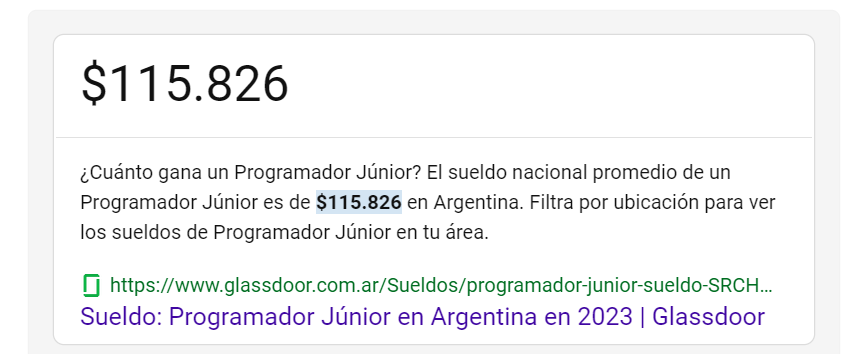 $115.826
¿Cuánto gana un Programador Júnior? El sueldo nacional promedio de un
Programador Júnior es de $115.826 en Argentina. Filtra por ubicación para ver
los sueldos de Programador Júnior en tu área.
https://www.glassdoor.com.ar/Sueldos/programador-junior-sueldo-SRCH...
Sueldo: Programador Júnior en Argentina en 2023 | Glassdoor